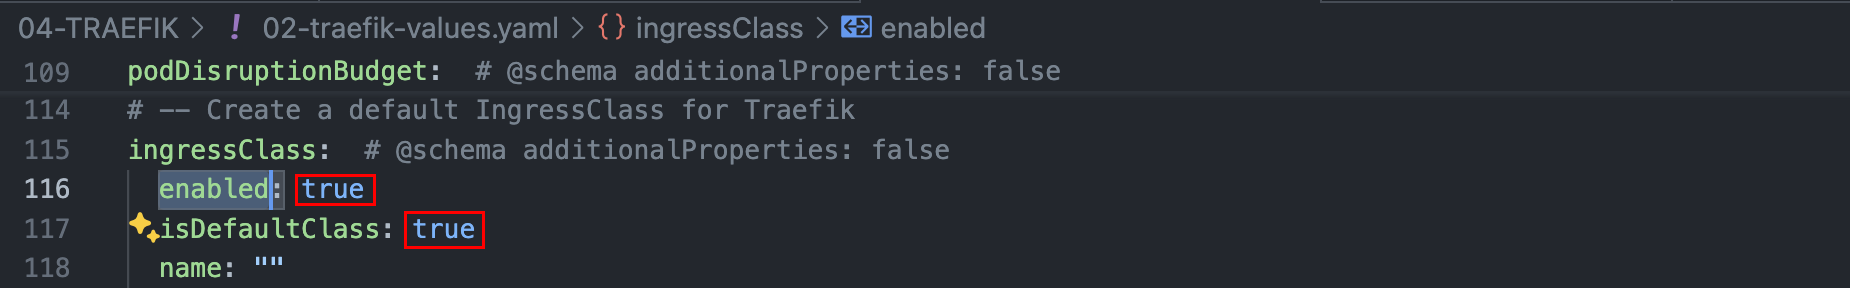 04-TRAEFIK > ! 02-traefik-values.yaml > {} ingressClass > enabled
109 podDisruptionBudget: # @schema additionalProperties: false
114 # -- Create a default IngressClass for Traefik
115 ingressClass: # @schema additionalProperties: false
116 enabled: true
117 isDefaultClass: true
118 name: ""